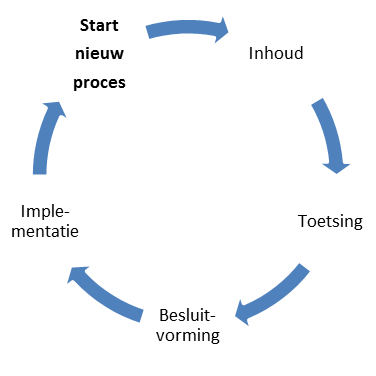 Start
nieuw
proces
Inhoud
Toetsing
Besluit-
vorming
Imple-
mentatie